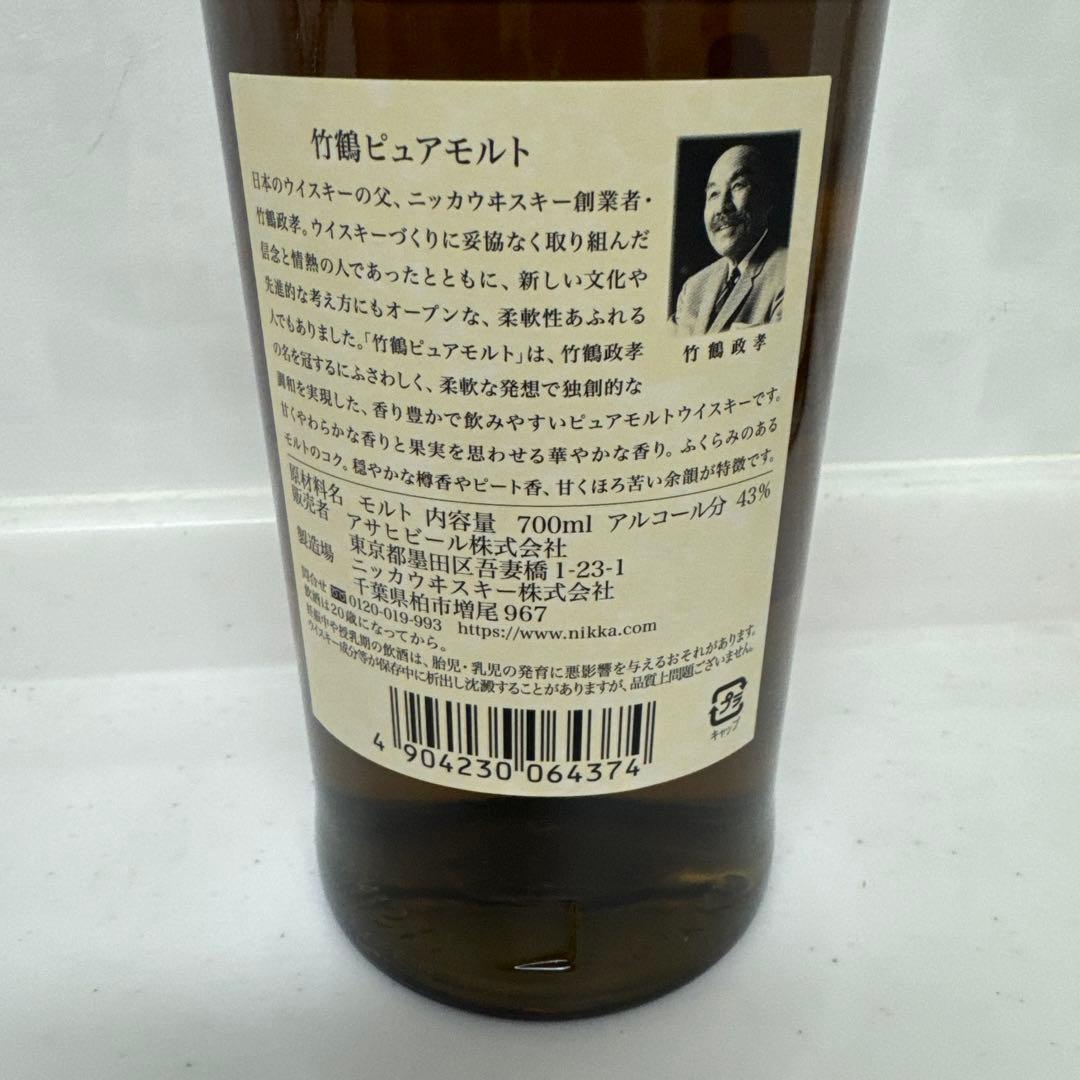 竹鶴ピュアモルト
日本のウイスキーの父、ニッカウヰスキー創業者・
竹鶴政孝。ウイスキーづくりに妥協なく取り組んだ
信念と情熱の人であったとともに、新しい文化や
先進的な考え方にもオープンな、柔軟性あふれる
人でもありました。「竹鶴ピュアモルト」は、竹鶴政孝
の名を冠するにふさわしく、柔軟な発想で独創的な
調和を実現した、香り豊かで飲みやすいピュアモルトウイスキーです。
甘くやわらかな香りと果実を思わせる華やかな香り。ふくらみのある
モルトのコク。穏やかな樽香やピート香、甘くほろ苦い余韻が特徴です。
竹鶴政孝
原材料名 モルト 内容量 700ml アルコール分 43%
販売者 アサヒビール株式会社
東京都墨田区吾妻橋1-23-1
製造場 ニッカウヰスキー株式会社
千葉県柏市増尾967
問合せ 0120-019-993 https://www.nikka.com
飲酒は20歳になってから。
妊娠中や授乳期の飲酒は、胎児・乳児の発育に悪影響を与えるおそれがあります。
ウイスキー成分等が保存中に析出し沈澱することがありますが、品質上問題ございません。
プラ
キャップ
4 904230 064374